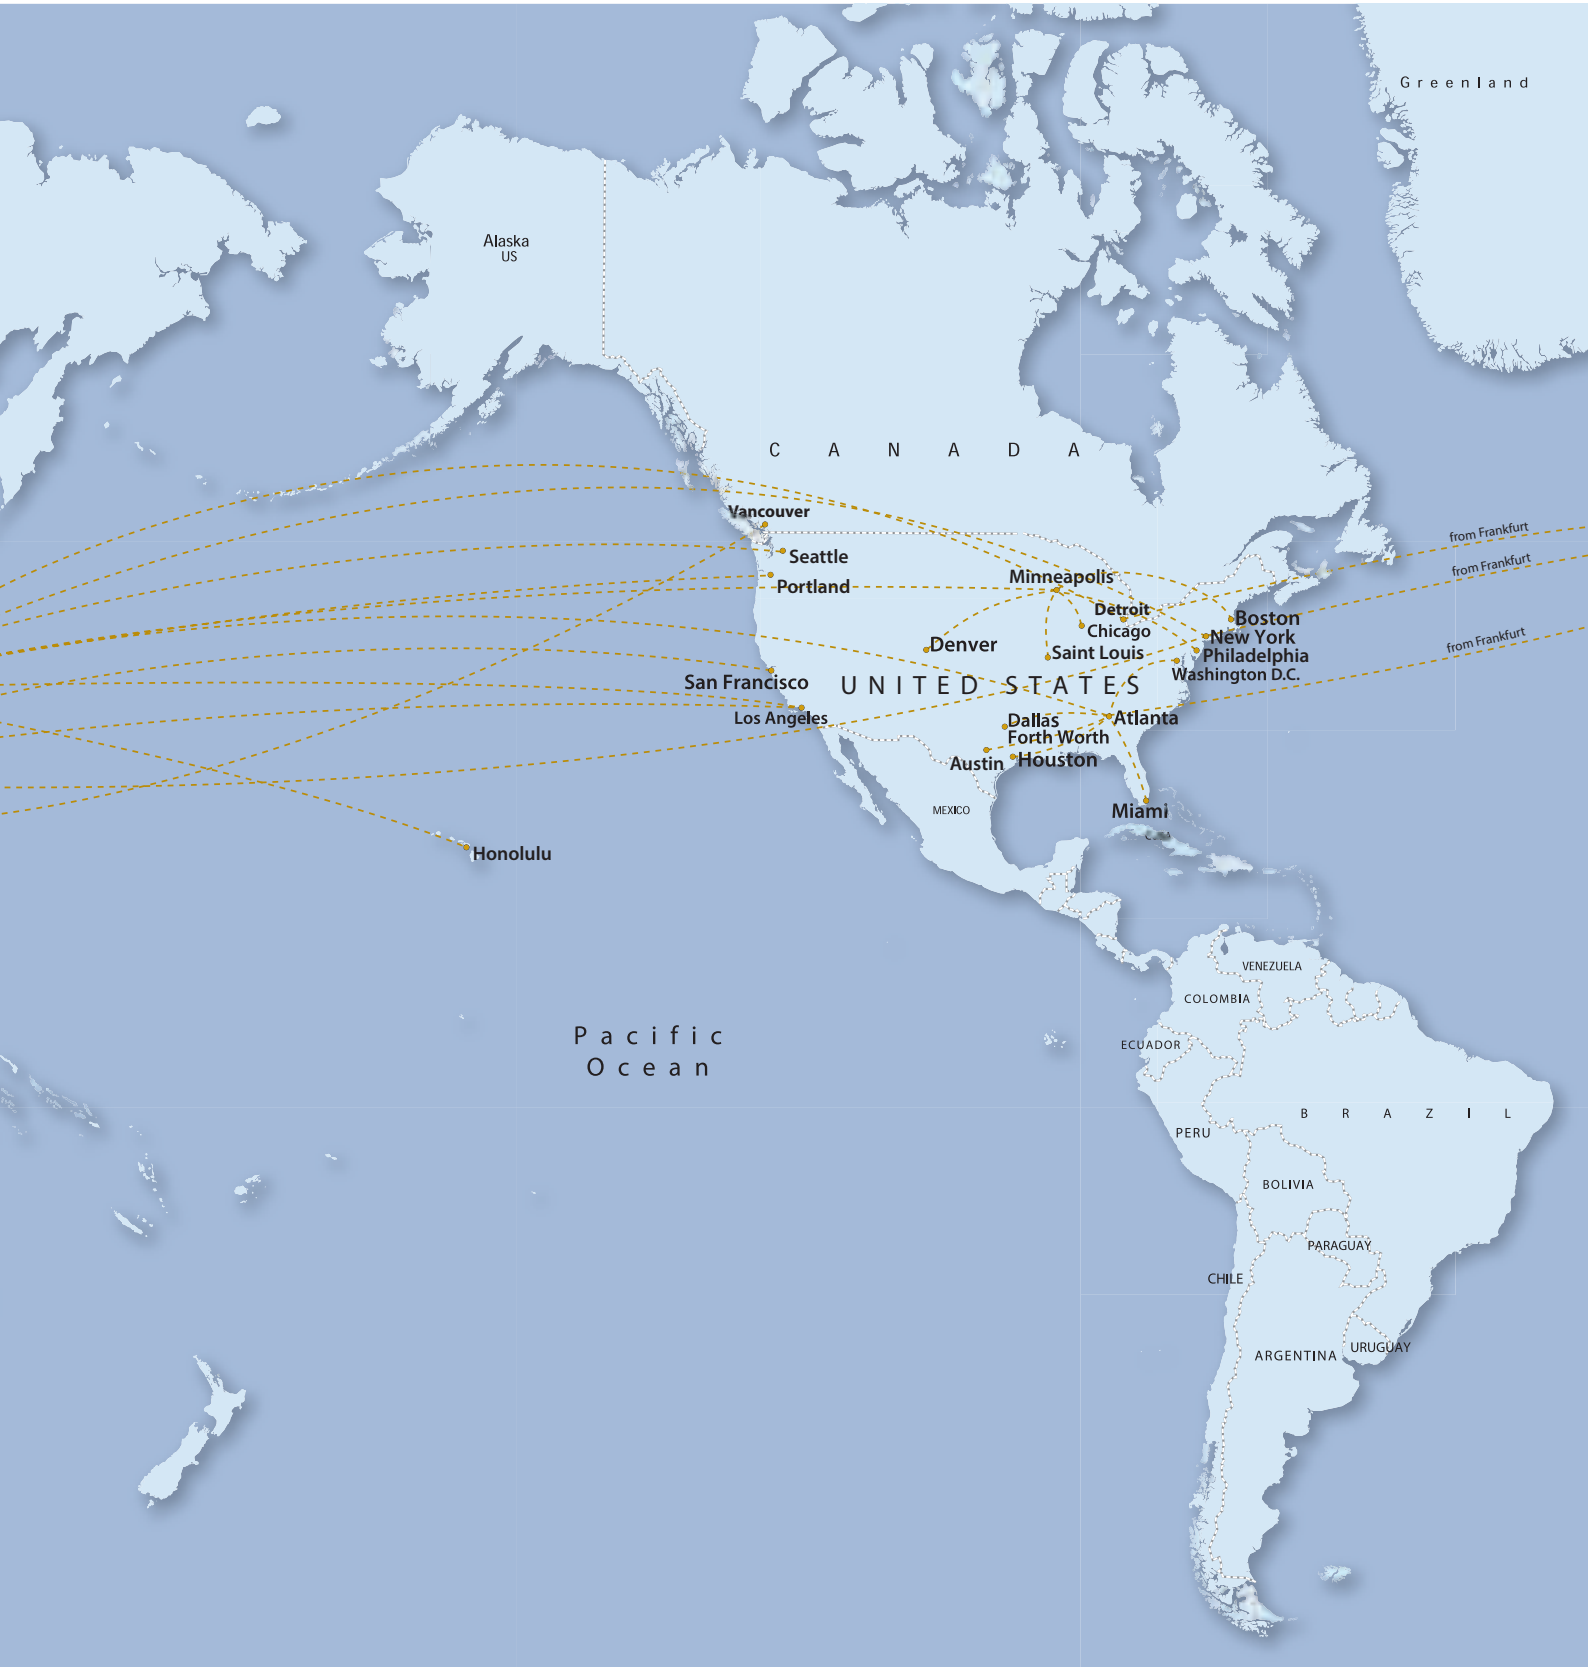 Greenland
Alaska
US
CANADA
Vancouver
from Frankfurt
Seattle
from Frankfurt
Minneapolis
Portland
Detroit
Boston
Chicago
New York
from Frankfurt
Denver
Saint Louis
Philadelphia
Washington D.C.
San Francisco
UNITED STATES
Los Angeles
Dallas
Forth Worth
Atlanta
Austin
Houston
MEXICO
Miami
Honolulu
VENEZUELA
COLOMBIA
Pacific
Ocean
ECUADOR
BRAZIL
PERU
BOLIVIA
PARAGUAY
CHILE
URUGUAY
ARGENTINA